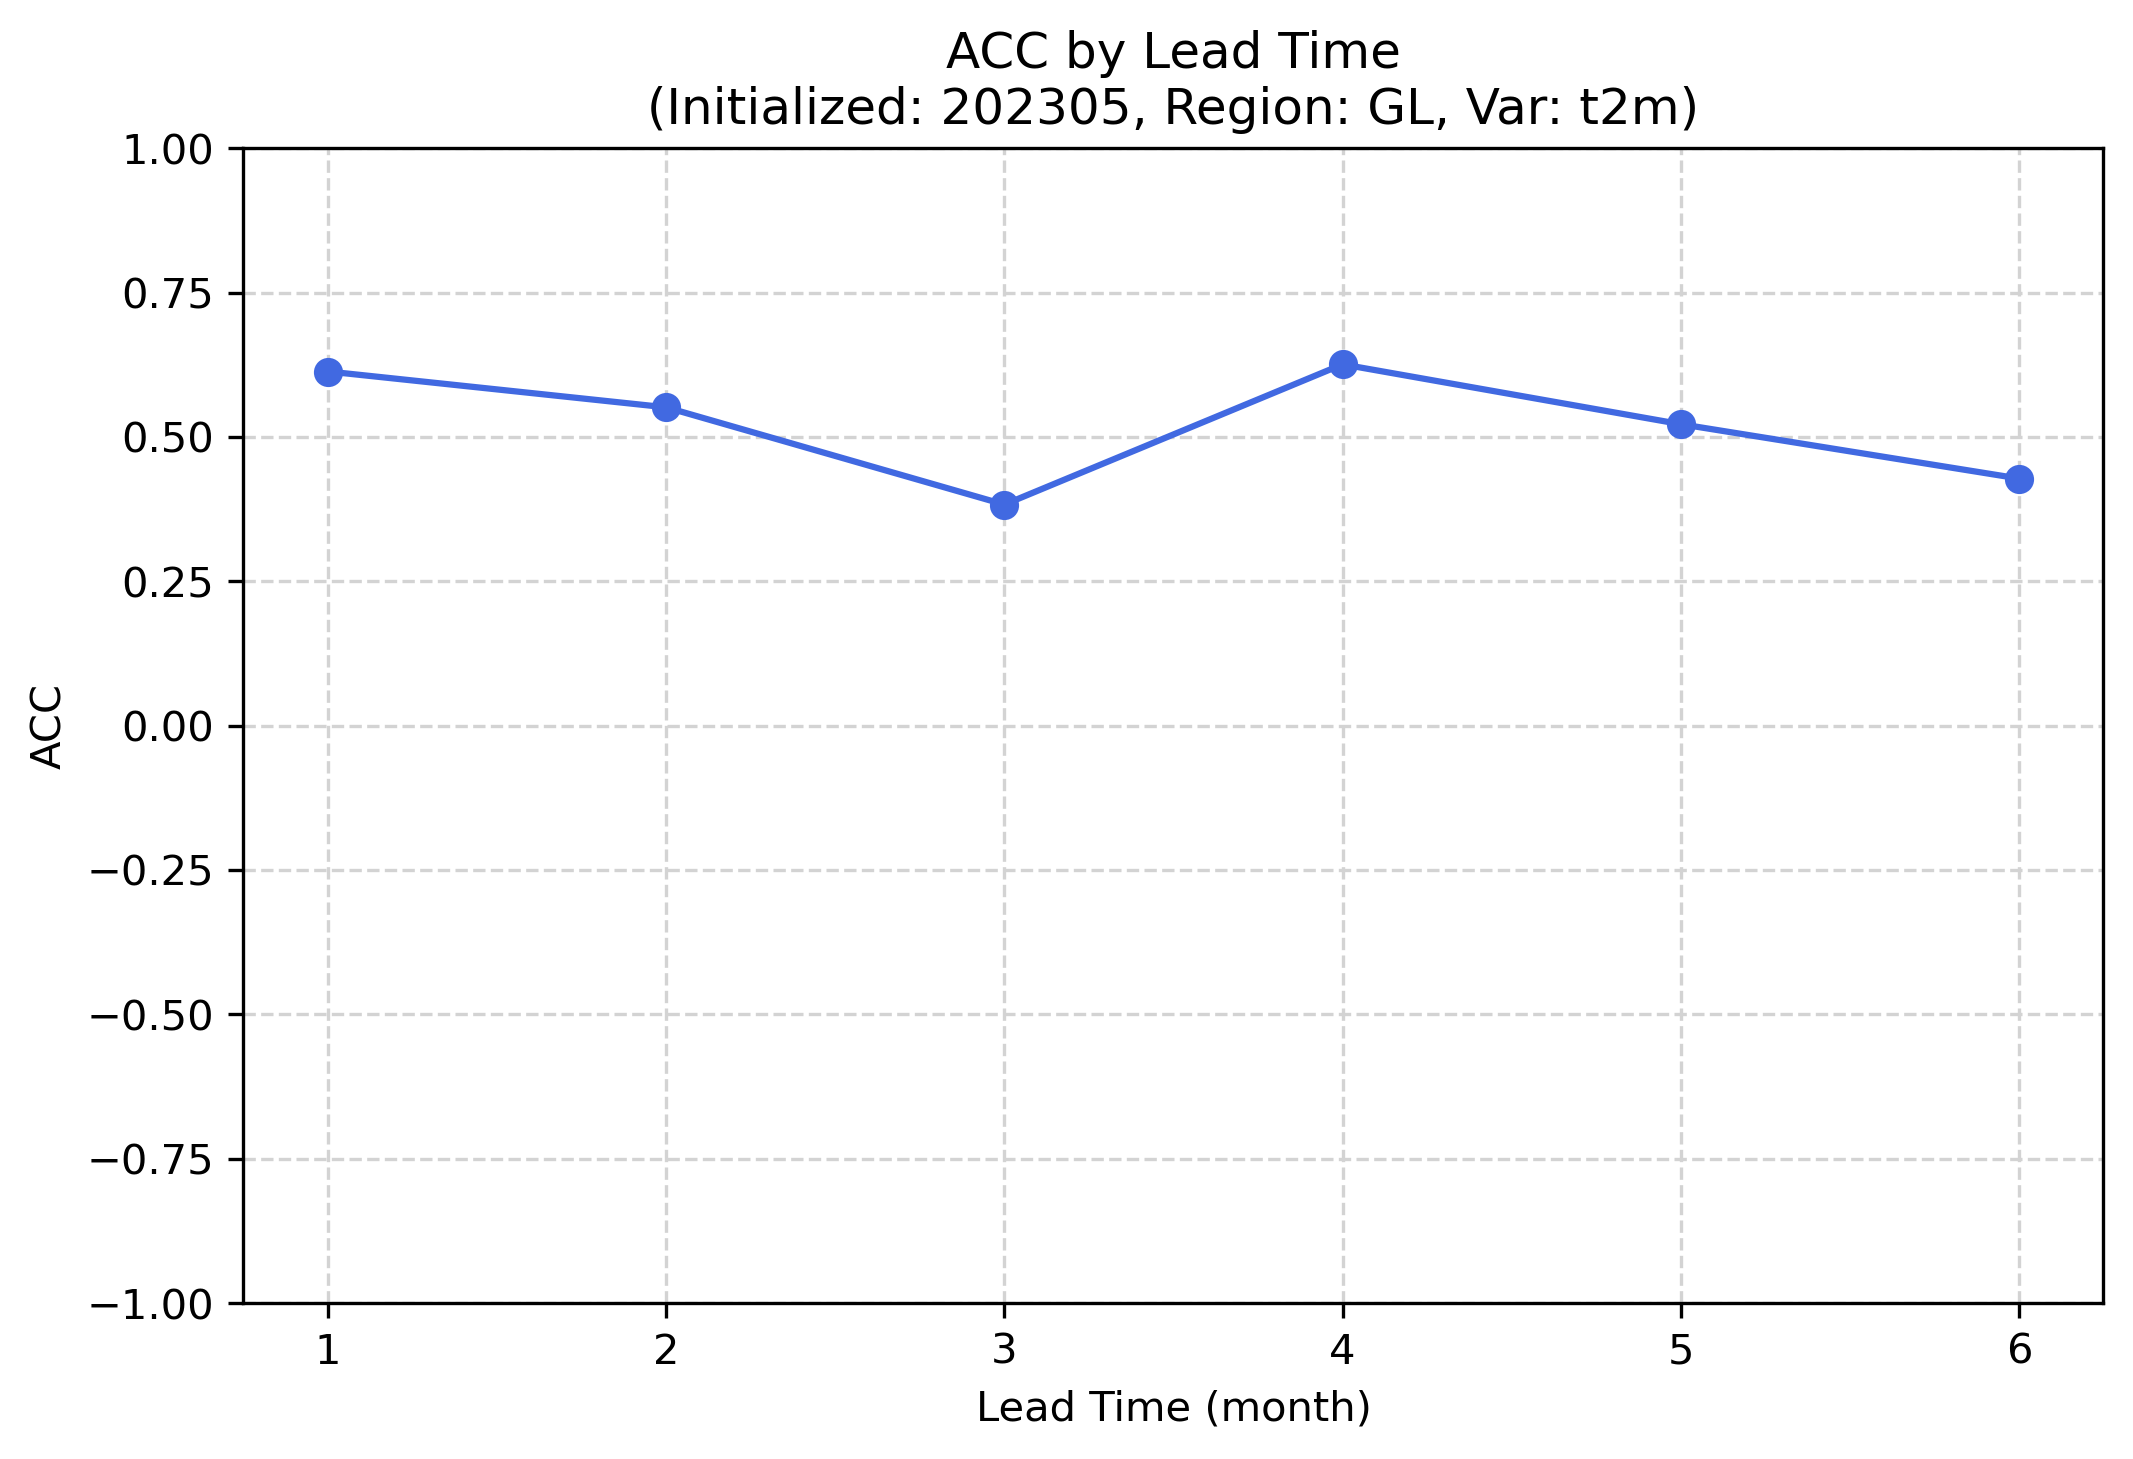 ACC by Lead Time
(Initialized: 202305, Region: GL, Var: t2m)
1.00
0.75
0.50
0.25
0.00
−0.25
−0.50
−0.75
−1.00
ACC
1 2 3 4 5 6
Lead Time (month)